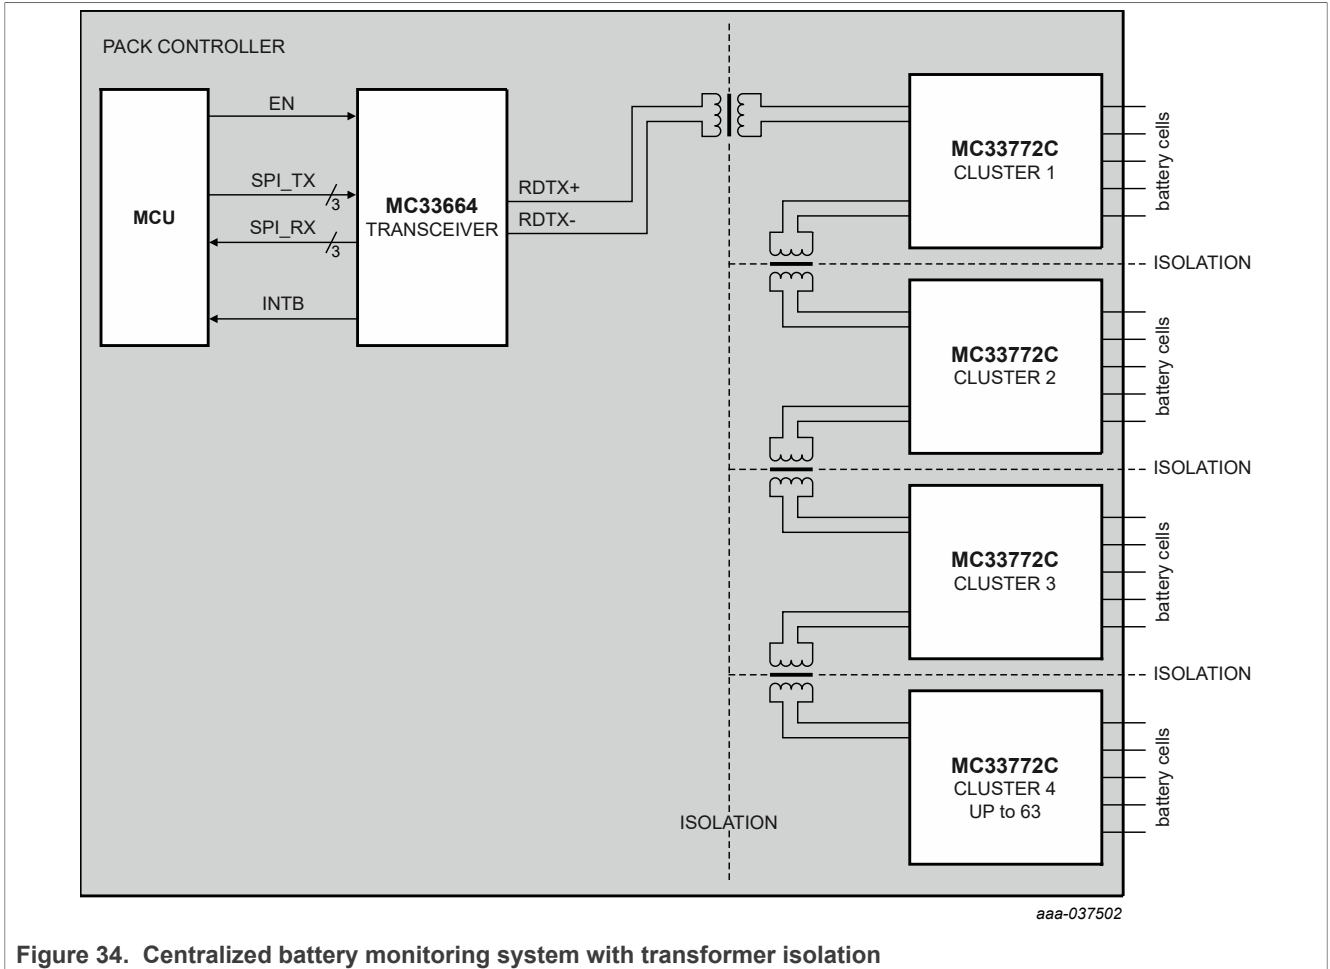 PACK CONTROLLER
MCU
EN
SPI_TX
3
SPI_RX
3
INTB
MC33664
TRANSCEIVER
RDTX+
RDTX-
MC33772C
CLUSTER 1
battery cells
ISOLATION
MC33772C
CLUSTER 2
battery cells
ISOLATION
MC33772C
CLUSTER 3
battery cells
ISOLATION
MC33772C
CLUSTER 4
UP to 63
battery cells
ISOLATION
aaa-037502
Figure 34. Centralized battery monitoring system with transformer isolation